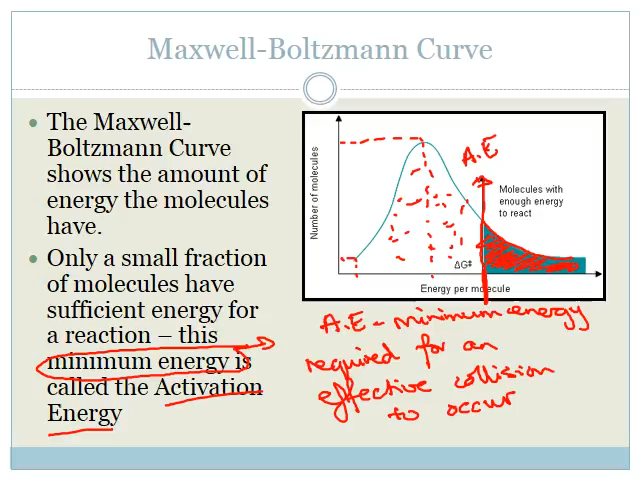 Maxwell-Boltzmann Curve
• The Maxwell-
Boltzmann Curve
shows the amount of
energy the molecules
have.
• Only a small fraction
of molecules have
sufficient energy for
a reaction – this
minimum energy is
called the Activation
Energy
Number of molecules
A.E
Molecules with
enough energy
to react
ΔG‡
Energy per molecule
A.E - minimum energy
required for an
effective collision
to occur